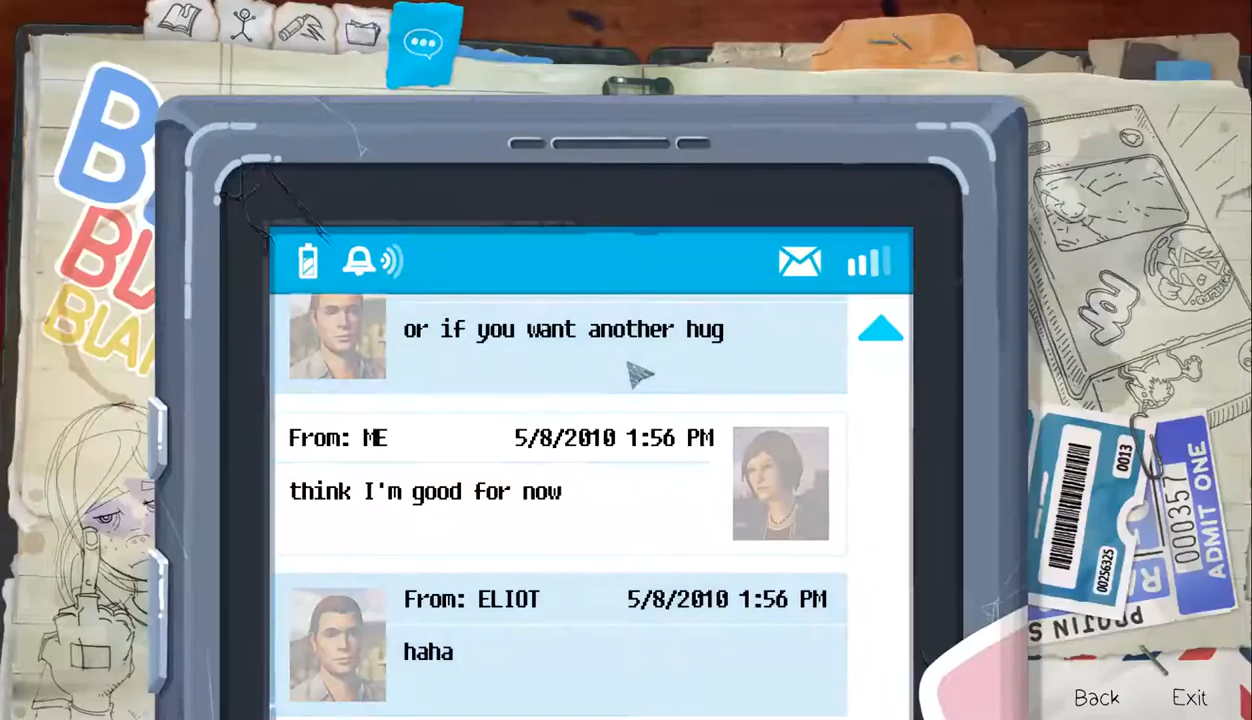 or if you want another hug
From: ME 5/8/2010 1:56 PM
think I'm good for now
From: ELIOT 5/8/2010 1:56 PM
haha
0013
00256325
000357
ADMIT ONE
Back Exit